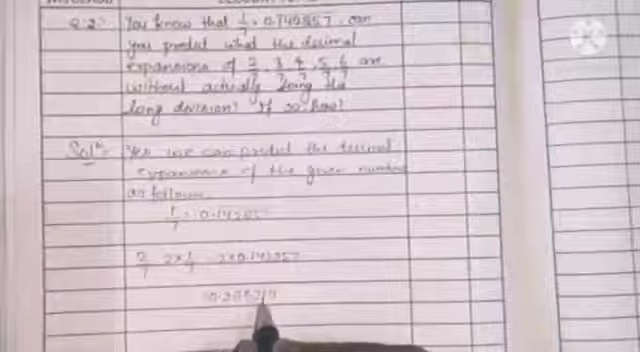 Q.2: You know that 1/7 = 0.142857. can
you predict what the decimal
expansions of 2/7, 3/7, 4/7, 5/7, 6/7 are
without actually doing the
long division? If so how?
Solⁿ: Yes we can predict the decimal
expansions of the given number
as follows
1/7 = 0.142857
2/7 2×1/7 2×0.142857